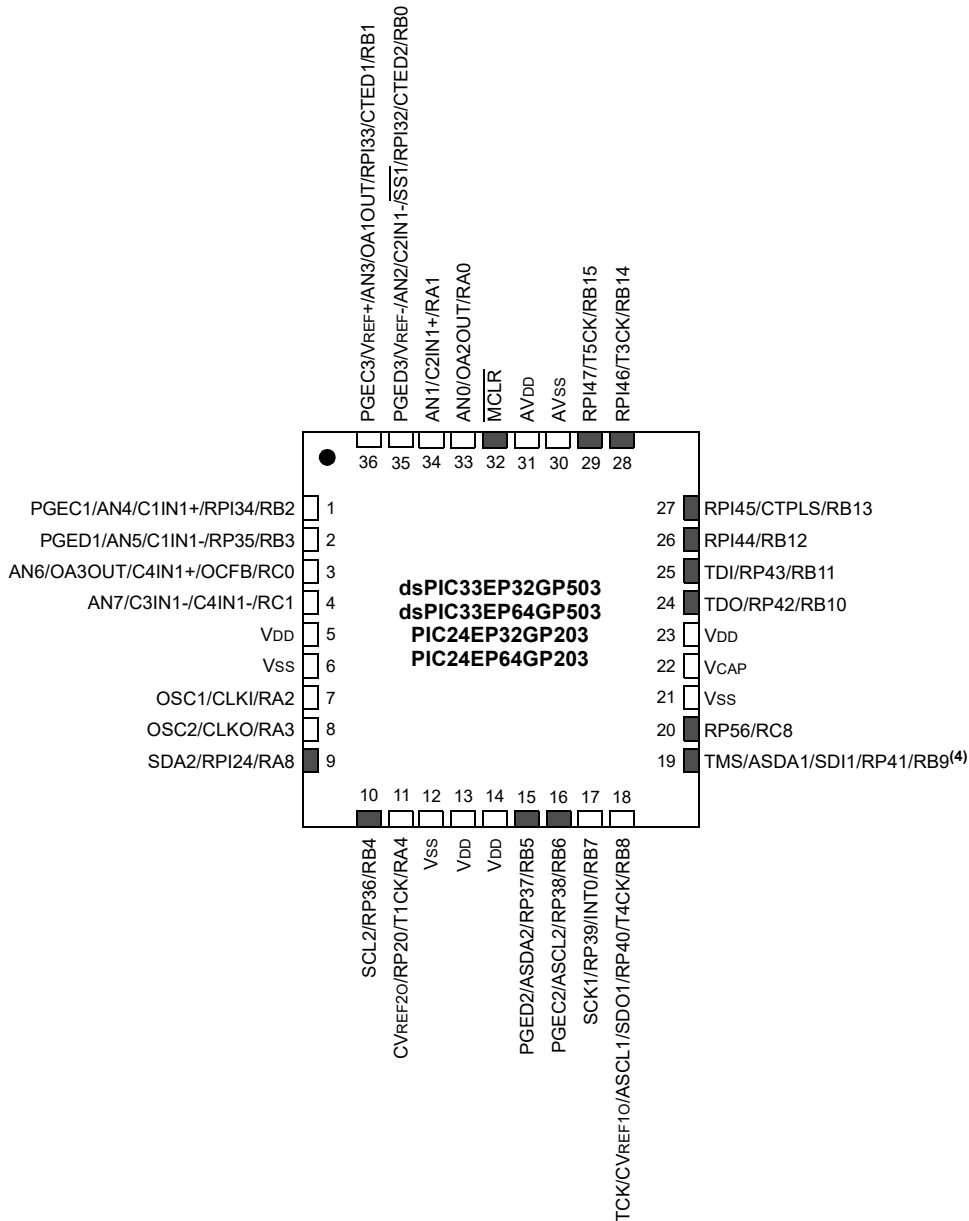 PGEC3/VREF+/AN3/OA1OUT/RPI33/CTED1/RB1
PGED3/VREF-/AN2/C2IN1-/SS1/RPI32/CTED2/RB0
AN1/C2IN1+/RA1
AN0/OA2OUT/RA0
MCLR
AVDD
AVSS
RPI47/T5CK/RB15
RPI46/T3CK/RB14
36 35 34 33 32 31 30 29 28
PGEC1/AN4/C1IN1+/RPI34/RB2 1
PGED1/AN5/C1IN1-/RP35/RB3 2
AN6/OA3OUT/C4IN1+/OCFB/RC0 3
AN7/C3IN1-/C4IN1-/RC1 4
VDD 5
VSS 6
OSC1/CLKI/RA2 7
OSC2/CLKO/RA3 8
SDA2/RPI24/RA8 9
dsPIC33EP32GP503
dsPIC33EP64GP503
PIC24EP32GP203
PIC24EP64GP203
27 RPI45/CTPLS/RB13
26 RPI44/RB12
25 TDI/RP43/RB11
24 TDO/RP42/RB10
23 VDD
22 VCAP
21 VSS
20 RP56/RC8
19 TMS/ASDA1/SDI1/RP41/RB9(4)
10 11 12 13 14 15 16 17 18
SCL2/RP36/RB4
CVREF2O/RP20/T1CK/RA4
VSS
VDD
VDD
PGED2/ASDA2/RP37/RB5
PGEC2/ASCL2/RP38/RB6
SCK1/RP39/INT0/RB7
TCK/CVREF1O/ASCL1/SDO1/RP40/T4CK/RB8